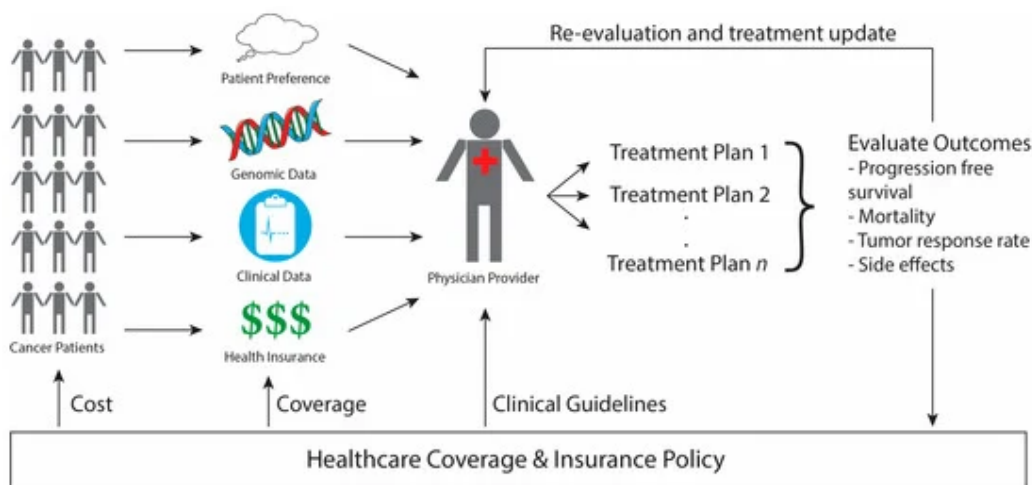 Re-evaluation and treatment update
Patient Preference
Genomic Data
Clinical Data
$$$
Health Insurance
Cancer Patients
Physician Provider
Treatment Plan 1
Treatment Plan 2
.
.
Treatment Plan n
Evaluate Outcomes
- Progression free
survival
- Mortality
- Tumor response rate
- Side effects
Cost
Coverage
Clinical Guidelines
Healthcare Coverage & Insurance Policy